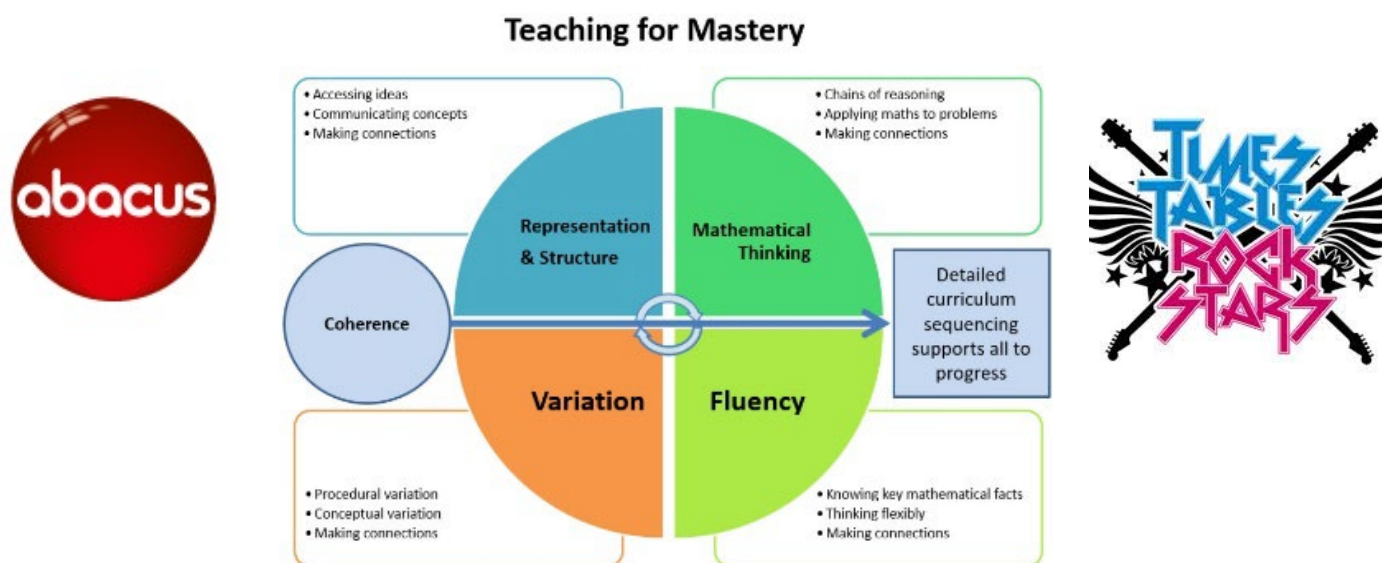 Teaching for Mastery
abacus
• Accessing ideas
• Communicating concepts
• Making connections
• Chains of reasoning
• Applying maths to problems
• Making connections
Representation
& Structure
Mathematical
Thinking
TIMES
TABLES
ROCK
STARS
Coherence
Detailed
curriculum
sequencing
supports all to
progress
Variation
Fluency
• Procedural variation
• Conceptual variation
• Making connections
• Knowing key mathematical facts
• Thinking flexibly
• Making connections